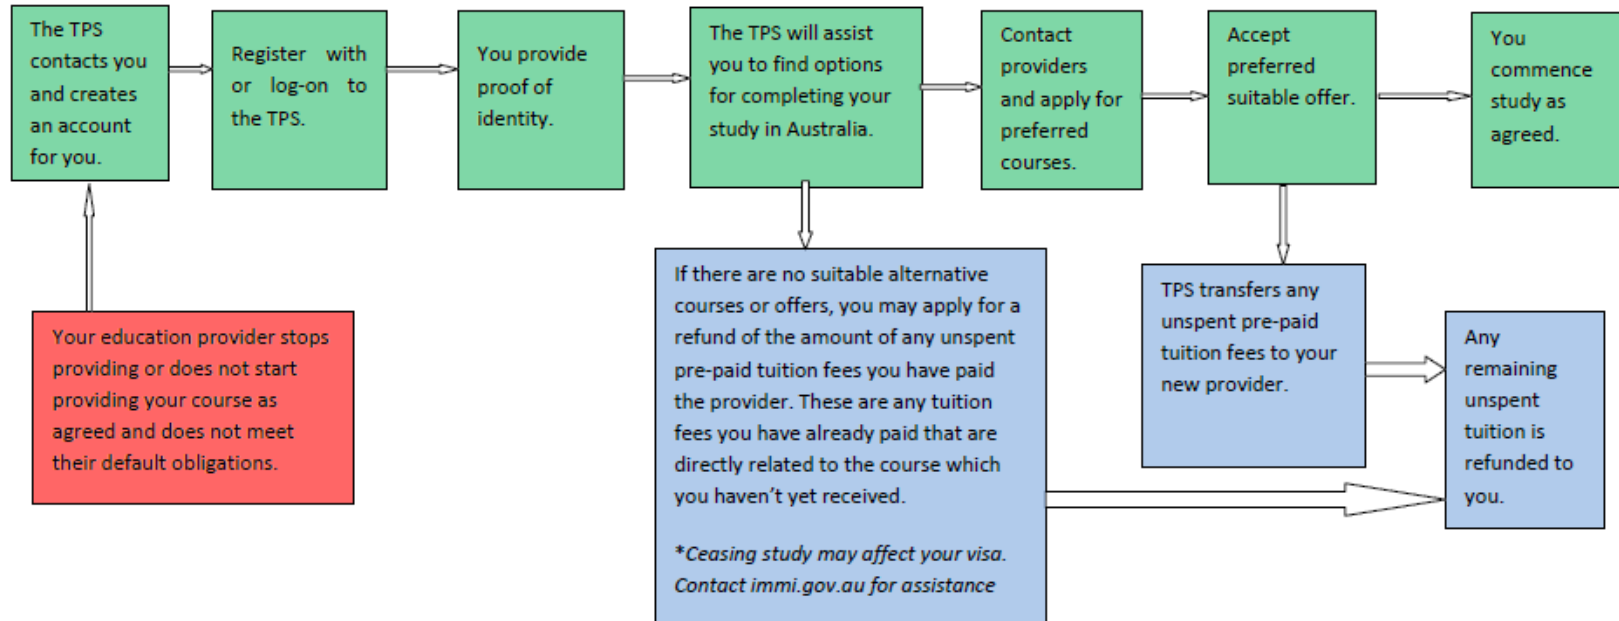 The TPS
contacts you
and creates
an account
for you.
Register with
or log-on to
the TPS.
You provide
proof of
identity.
The TPS will assist
you to find options
for completing your
study in Australia.
Contact
providers
and apply for
preferred
courses.
Accept
preferred
suitable offer.
You
commence
study as
agreed.
Your education provider stops
providing or does not start
providing your course as
agreed and does not meet
their default obligations.
If there are no suitable alternative
courses or offers, you may apply for a
refund of the amount of any unspent
pre-paid tuition fees you have paid
the provider. These are any tuition
fees you have already paid that are
directly related to the course which
you haven't yet received.
*Ceasing study may affect your visa.
Contact immi.gov.au for assistance
TPS transfers any
unspent pre-paid
tuition fees to your
new provider.
Any
remaining
unspent
tuition is
refunded to
you.